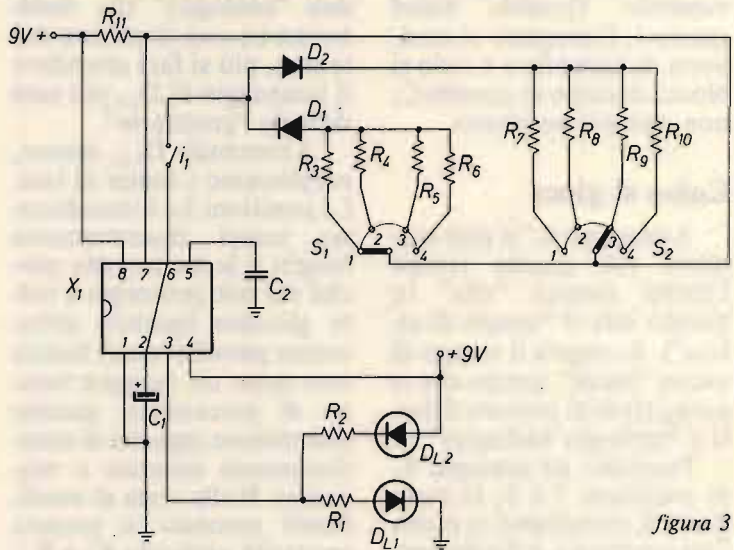 R11
9V +
D2
D1
i1
R3
R4
R5
R6
R7
R8
R9
R10
S1
1
2
3
4
S2
1
2
3
4
X1
8
7
6
5
1
2
3
4
C2
+
C1
+ 9V
R2
DL2
R1
DL1
figura 3